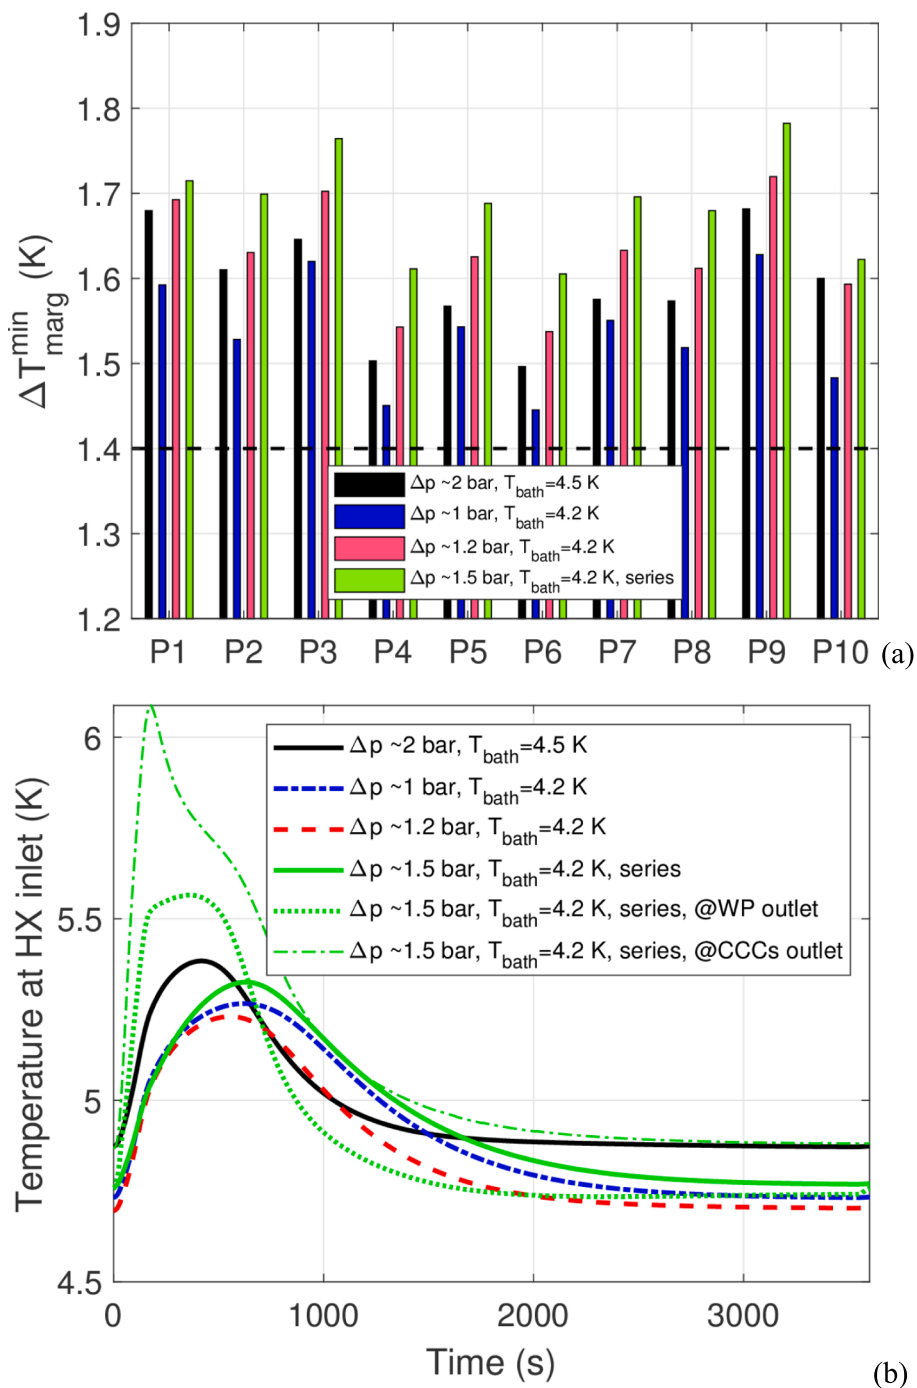 1.9
1.8
1.7
1.6
1.5
1.4
1.3
1.2
ΔT^min_marg (K)
Δp ~2 bar, T_bath=4.5 K
Δp ~1 bar, T_bath=4.2 K
Δp ~1.2 bar, T_bath=4.2 K
Δp ~1.5 bar, T_bath=4.2 K, series
P1 P2 P3 P4 P5 P6 P7 P8 P9 P10 (a)
6
5.5
5
4.5
Temperature at HX inlet (K)
Δp ~2 bar, T_bath=4.5 K
Δp ~1 bar, T_bath=4.2 K
Δp ~1.2 bar, T_bath=4.2 K
Δp ~1.5 bar, T_bath=4.2 K, series
Δp ~1.5 bar, T_bath=4.2 K, series, @WP outlet
Δp ~1.5 bar, T_bath=4.2 K, series, @CCCs outlet
0 1000 2000 3000
Time (s) (b)